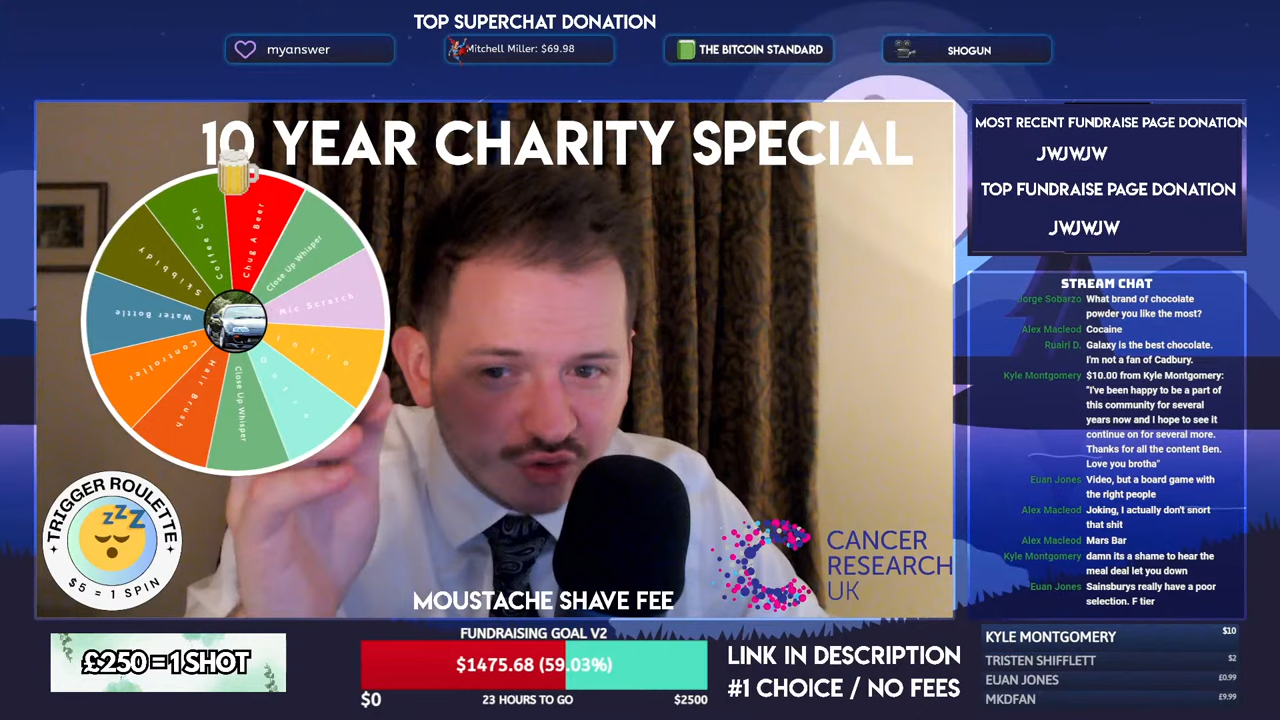 TOP SUPERCHAT DONATION
myanswer
Mitchell Miller: $69.98
THE BITCOIN STANDARD
SHOGUN
10 YEAR CHARITY SPECIAL
Chug A Beer
Close Up Whisper
Mic Scratch
Close Up Whisper
Hair Brush
Controller
Water Bottle
Skibbidy
Coffee Can
TRIGGER ROULETTE
zzz
$5 = 1 SPIN
CANCER
RESEARCH
UK
MOUSTACHE SHAVE FEE
MOST RECENT FUNDRAISE PAGE DONATION
JWJWJW
TOP FUNDRAISE PAGE DONATION
JWJWJW
STREAM CHAT
Jorge Sobarzo What brand of chocolate
powder you like the most?
Alex Macleod Cocaine
Ruairi D. Galaxy is the best chocolate.
I'm not a fan of Cadbury.
Kyle Montgomery $10.00 from Kyle Montgomery:
"I've been happy to be a part
of this community for several
years now and I hope to see it
continue on for several more.
Thanks for all the content Ben.
Love you brotha"
Euan Jones Video, but a board game with
the right people
Alex Macleod Joking, I actually don't snort
that shit
Alex Macleod Mars Bar
Kyle Montgomery damn its a shame to hear the
meal deal let you down
Euan Jones Sainsburys really have a poor
selection. F tier
£250 = 1 SHOT
FUNDRAISING GOAL V2
$1475.68 (59.03%)
$0
23 HOURS TO GO
$2500
LINK IN DESCRIPTION
#1 CHOICE / NO FEES
KYLE MONTGOMERY $10
TRISTEN SHIFFLETT $2
EUAN JONES £0.99
MKDFAN £9.99